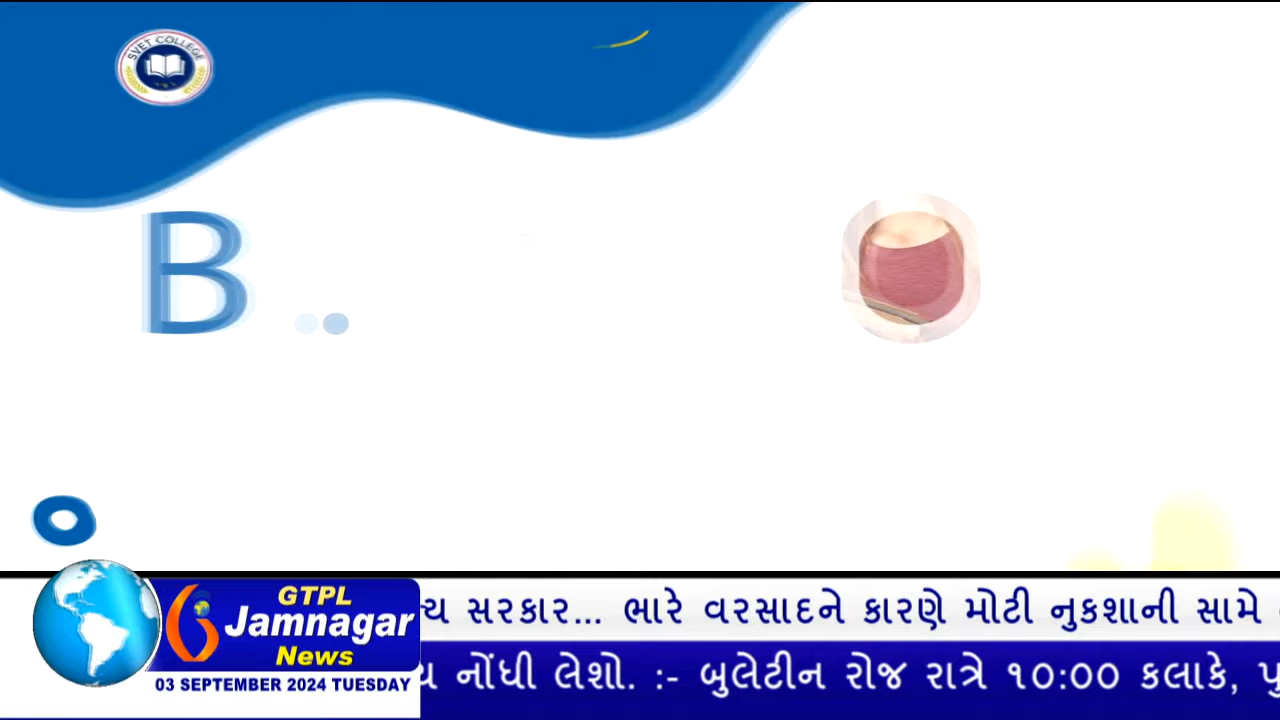 SVET COLLEGE
B..
GTPL
Jamnagar
News
03 SEPTEMBER 2024 TUESDAY
સરકાર... ભારે વરસાદને કારણે મોટી નુકશાની સામે
નોંધી લેશો. :- બુલેટીન રોજ રાત્રે ૧૦:૦૦ કલાકે,